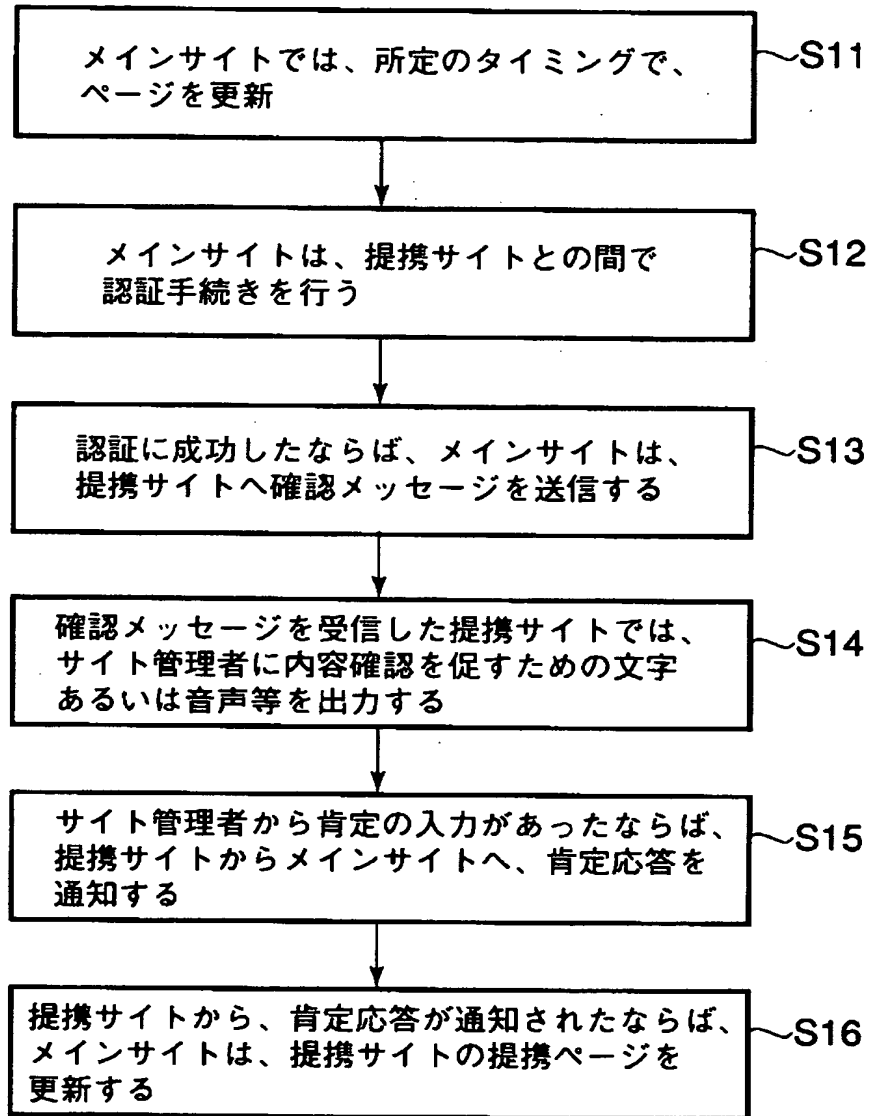 メインサイトでは、所定のタイミングで、
ページを更新
S11
メインサイトは、提携サイトとの間で
認証手続きを行う
S12
認証に成功したならば、メインサイトは、
提携サイトへ確認メッセージを送信する
S13
確認メッセージを受信した提携サイトでは、
サイト管理者に内容確認を促すための文字
あるいは音声等を出力する
S14
サイト管理者から肯定の入力があったならば、
提携サイトからメインサイトへ、肯定応答を
通知する
S15
提携サイトから、肯定応答が通知されたならば、
メインサイトは、提携サイトの提携ページを
更新する
S16